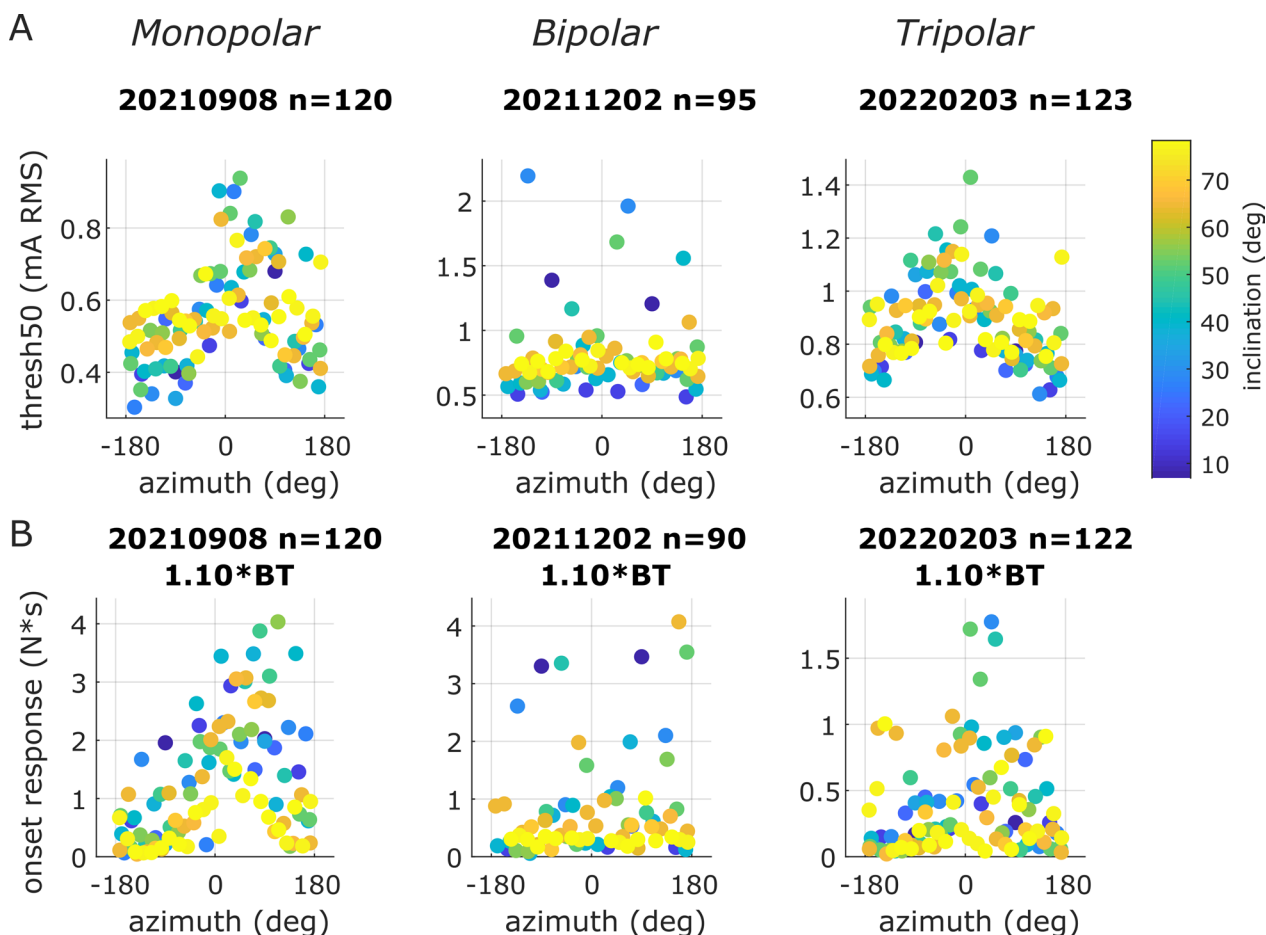 A
Monopolar
Bipolar
Tripolar
20210908 n=120
20211202 n=95
20220203 n=123
thresh50 (mA RMS)
0.8
0.6
0.4
-180
0
180
azimuth (deg)
2
1.5
1
0.5
-180
0
180
azimuth (deg)
1.4
1.2
1
0.8
0.6
-180
0
180
azimuth (deg)
70
60
50
40
30
20
10
inclination (deg)
B
20210908 n=120
1.10*BT
20211202 n=90
1.10*BT
20220203 n=122
1.10*BT
onset response (N*s)
4
3
2
1
0
-180
0
180
azimuth (deg)
4
3
2
1
0
-180
0
180
azimuth (deg)
1.5
1
0.5
0
-180
0
180
azimuth (deg)